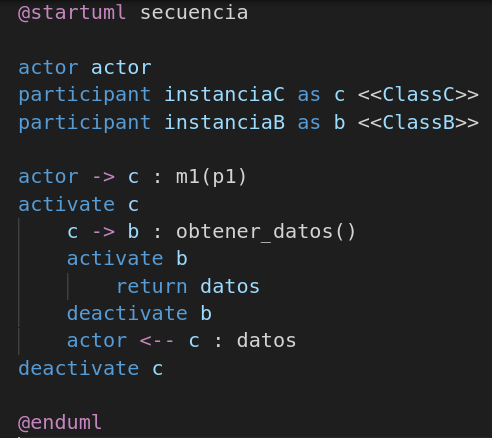 @startuml secuencia
actor actor
participant instanciaC as c <<ClassC>>
participant instanciaB as b <<ClassB>>
actor -> c : m1(p1)
activate c
c -> b : obtener_datos()
activate b
return datos
deactivate b
actor <-- c : datos
deactivate c
@enduml